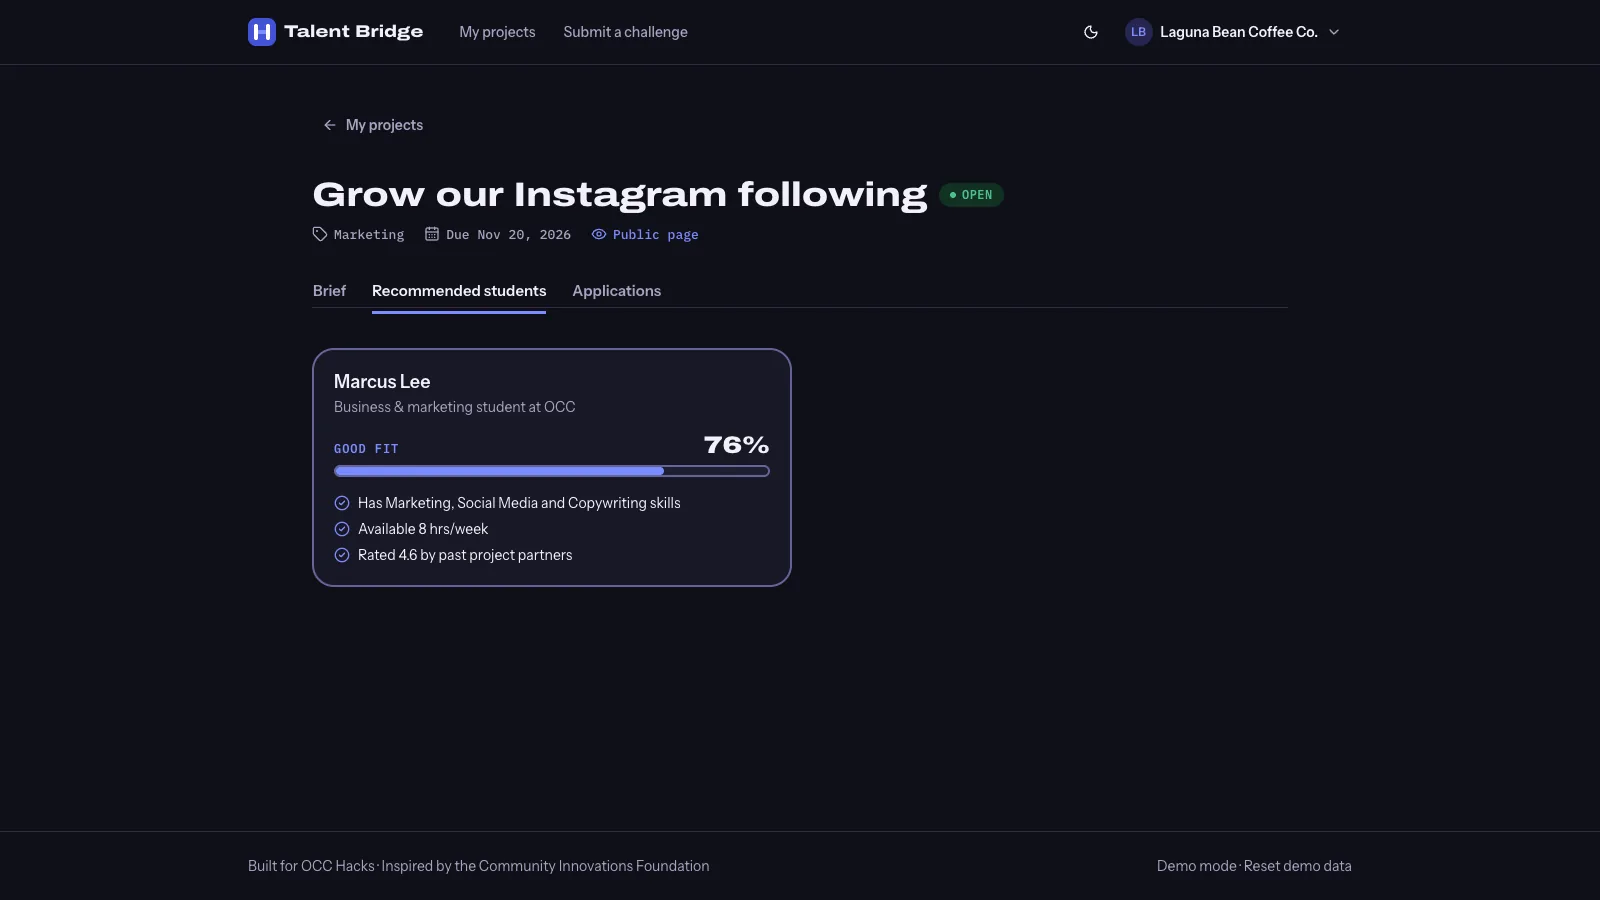 Talent Bridge
My projects
Submit a challenge
LB
Laguna Bean Coffee Co.
My projects
Grow our Instagram following
OPEN
Marketing
Due Nov 20, 2026
Public page
Brief
Recommended students
Applications
Marcus Lee
Business & marketing student at OCC
GOOD FIT
76%
Has Marketing, Social Media and Copywriting skills
Available 8 hrs/week
Rated 4.6 by past project partners
Built for OCC Hacks · Inspired by the Community Innovations Foundation
Demo mode · Reset demo data